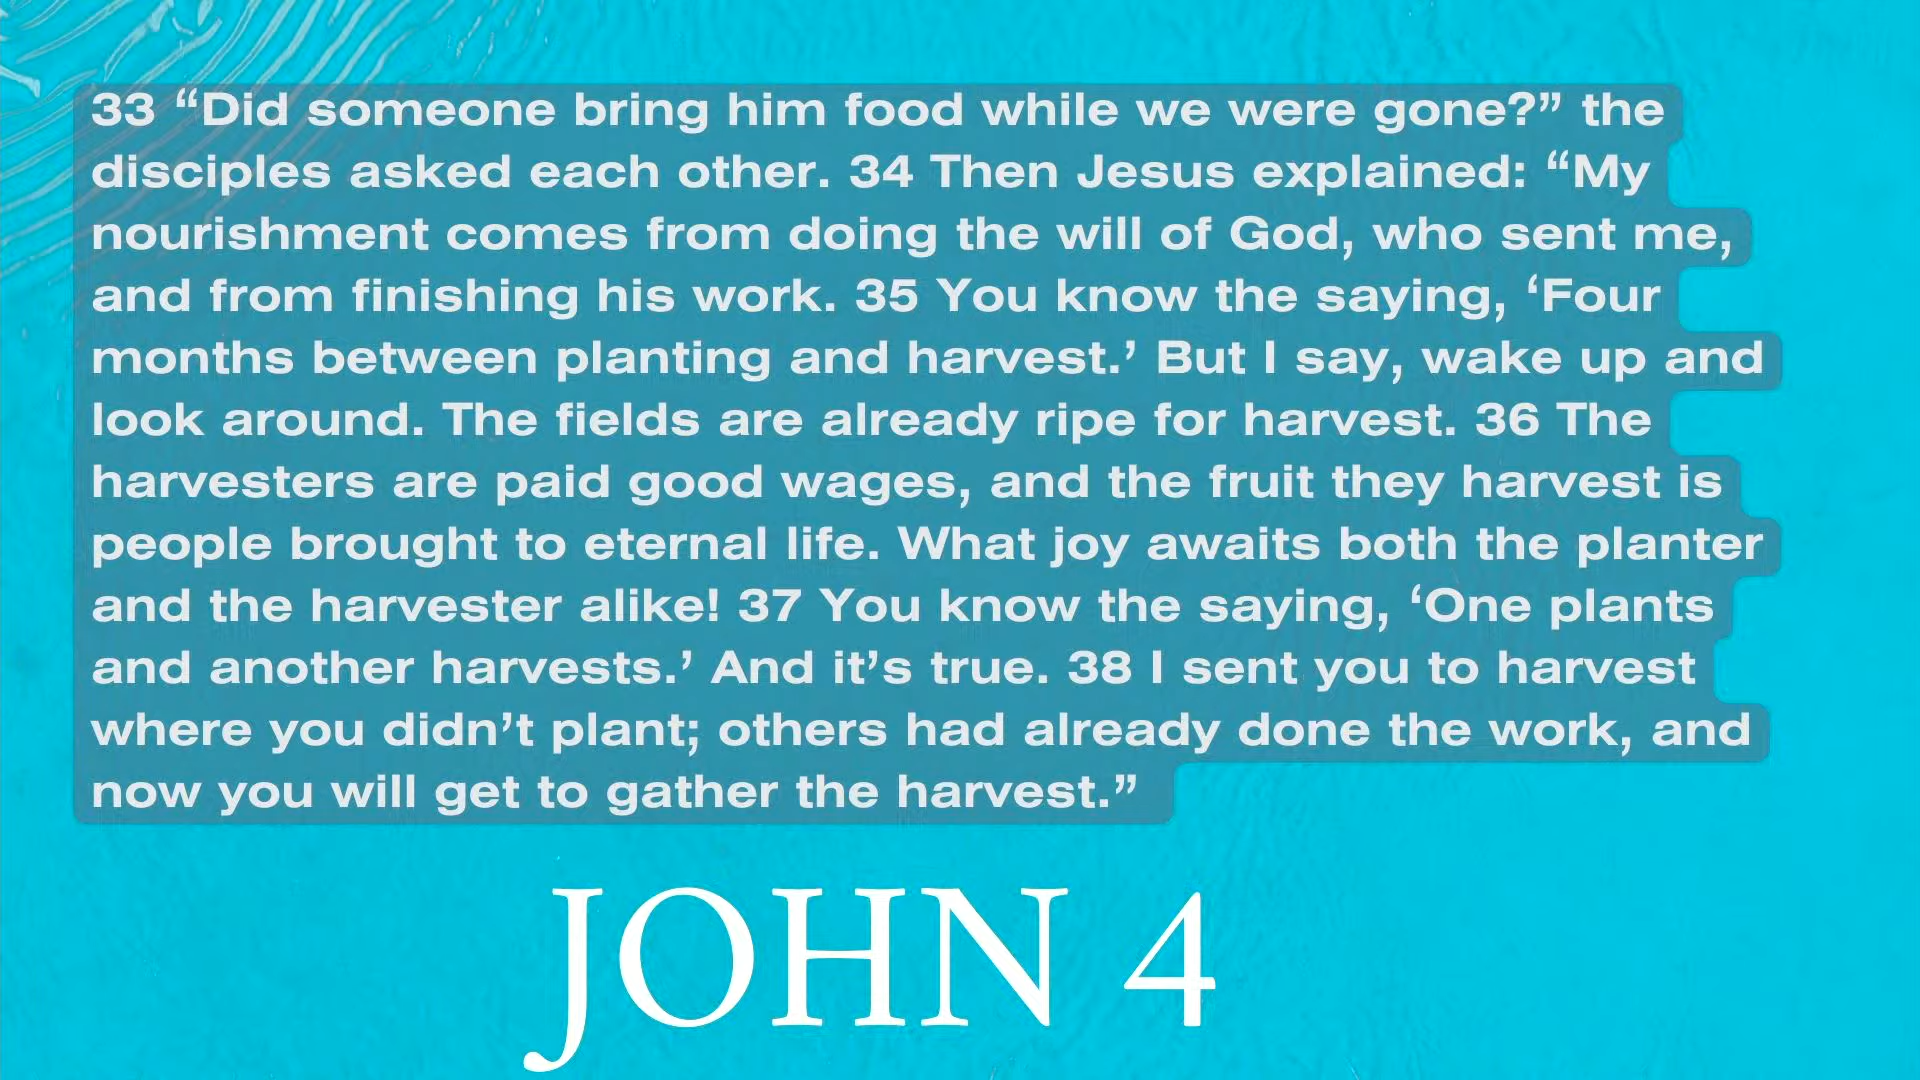 33 “Did someone bring him food while we were gone?” the
disciples asked each other. 34 Then Jesus explained: “My
nourishment comes from doing the will of God, who sent me,
and from finishing his work. 35 You know the saying, ‘Four
months between planting and harvest.’ But I say, wake up and
look around. The fields are already ripe for harvest. 36 The
harvesters are paid good wages, and the fruit they harvest is
people brought to eternal life. What joy awaits both the planter
and the harvester alike! 37 You know the saying, ‘One plants
and another harvests.’ And it’s true. 38 I sent you to harvest
where you didn’t plant; others had already done the work, and
now you will get to gather the harvest.”
JOHN 4